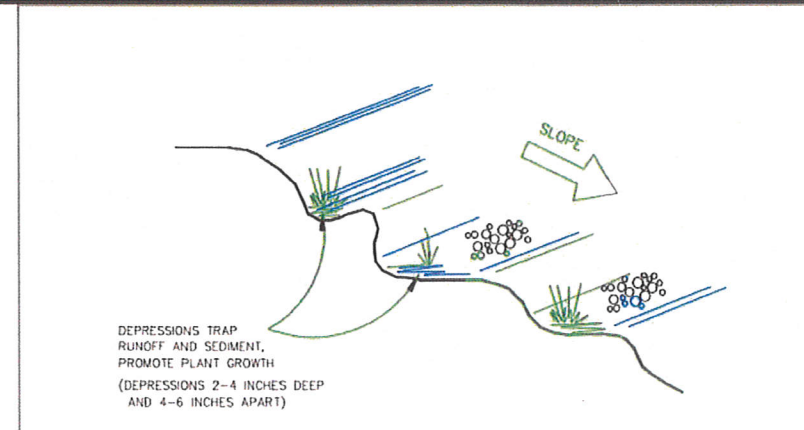 SLOPE
DEPRESSIONS TRAP
RUNOFF AND SEDIMENT,
PROMOTE PLANT GROWTH
(DEPRESSIONS 2-4 INCHES DEEP
AND 4-6 INCHES APART)